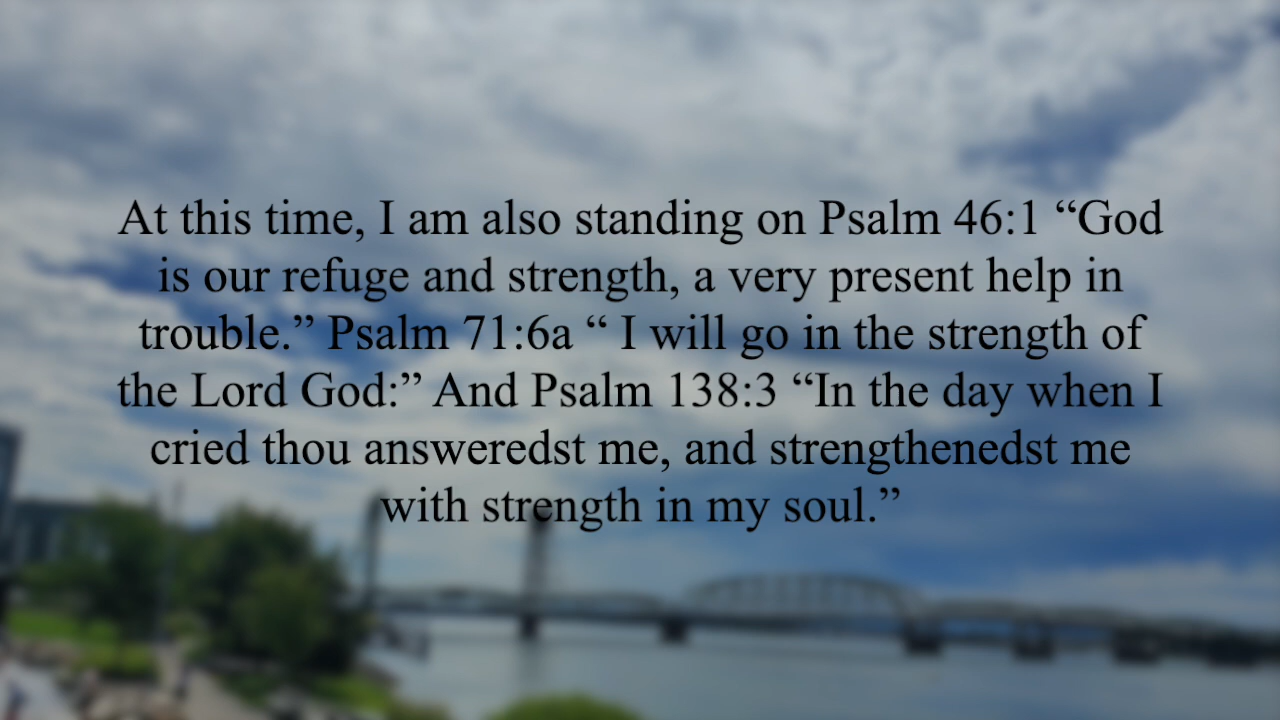 At this time, I am also standing on Psalm 46:1 “God
is our refuge and strength, a very present help in
trouble.” Psalm 71:6a “ I will go in the strength of
the Lord God:” And Psalm 138:3 “In the day when I
cried thou answeredst me, and strengthenedst me
with strength in my soul.”